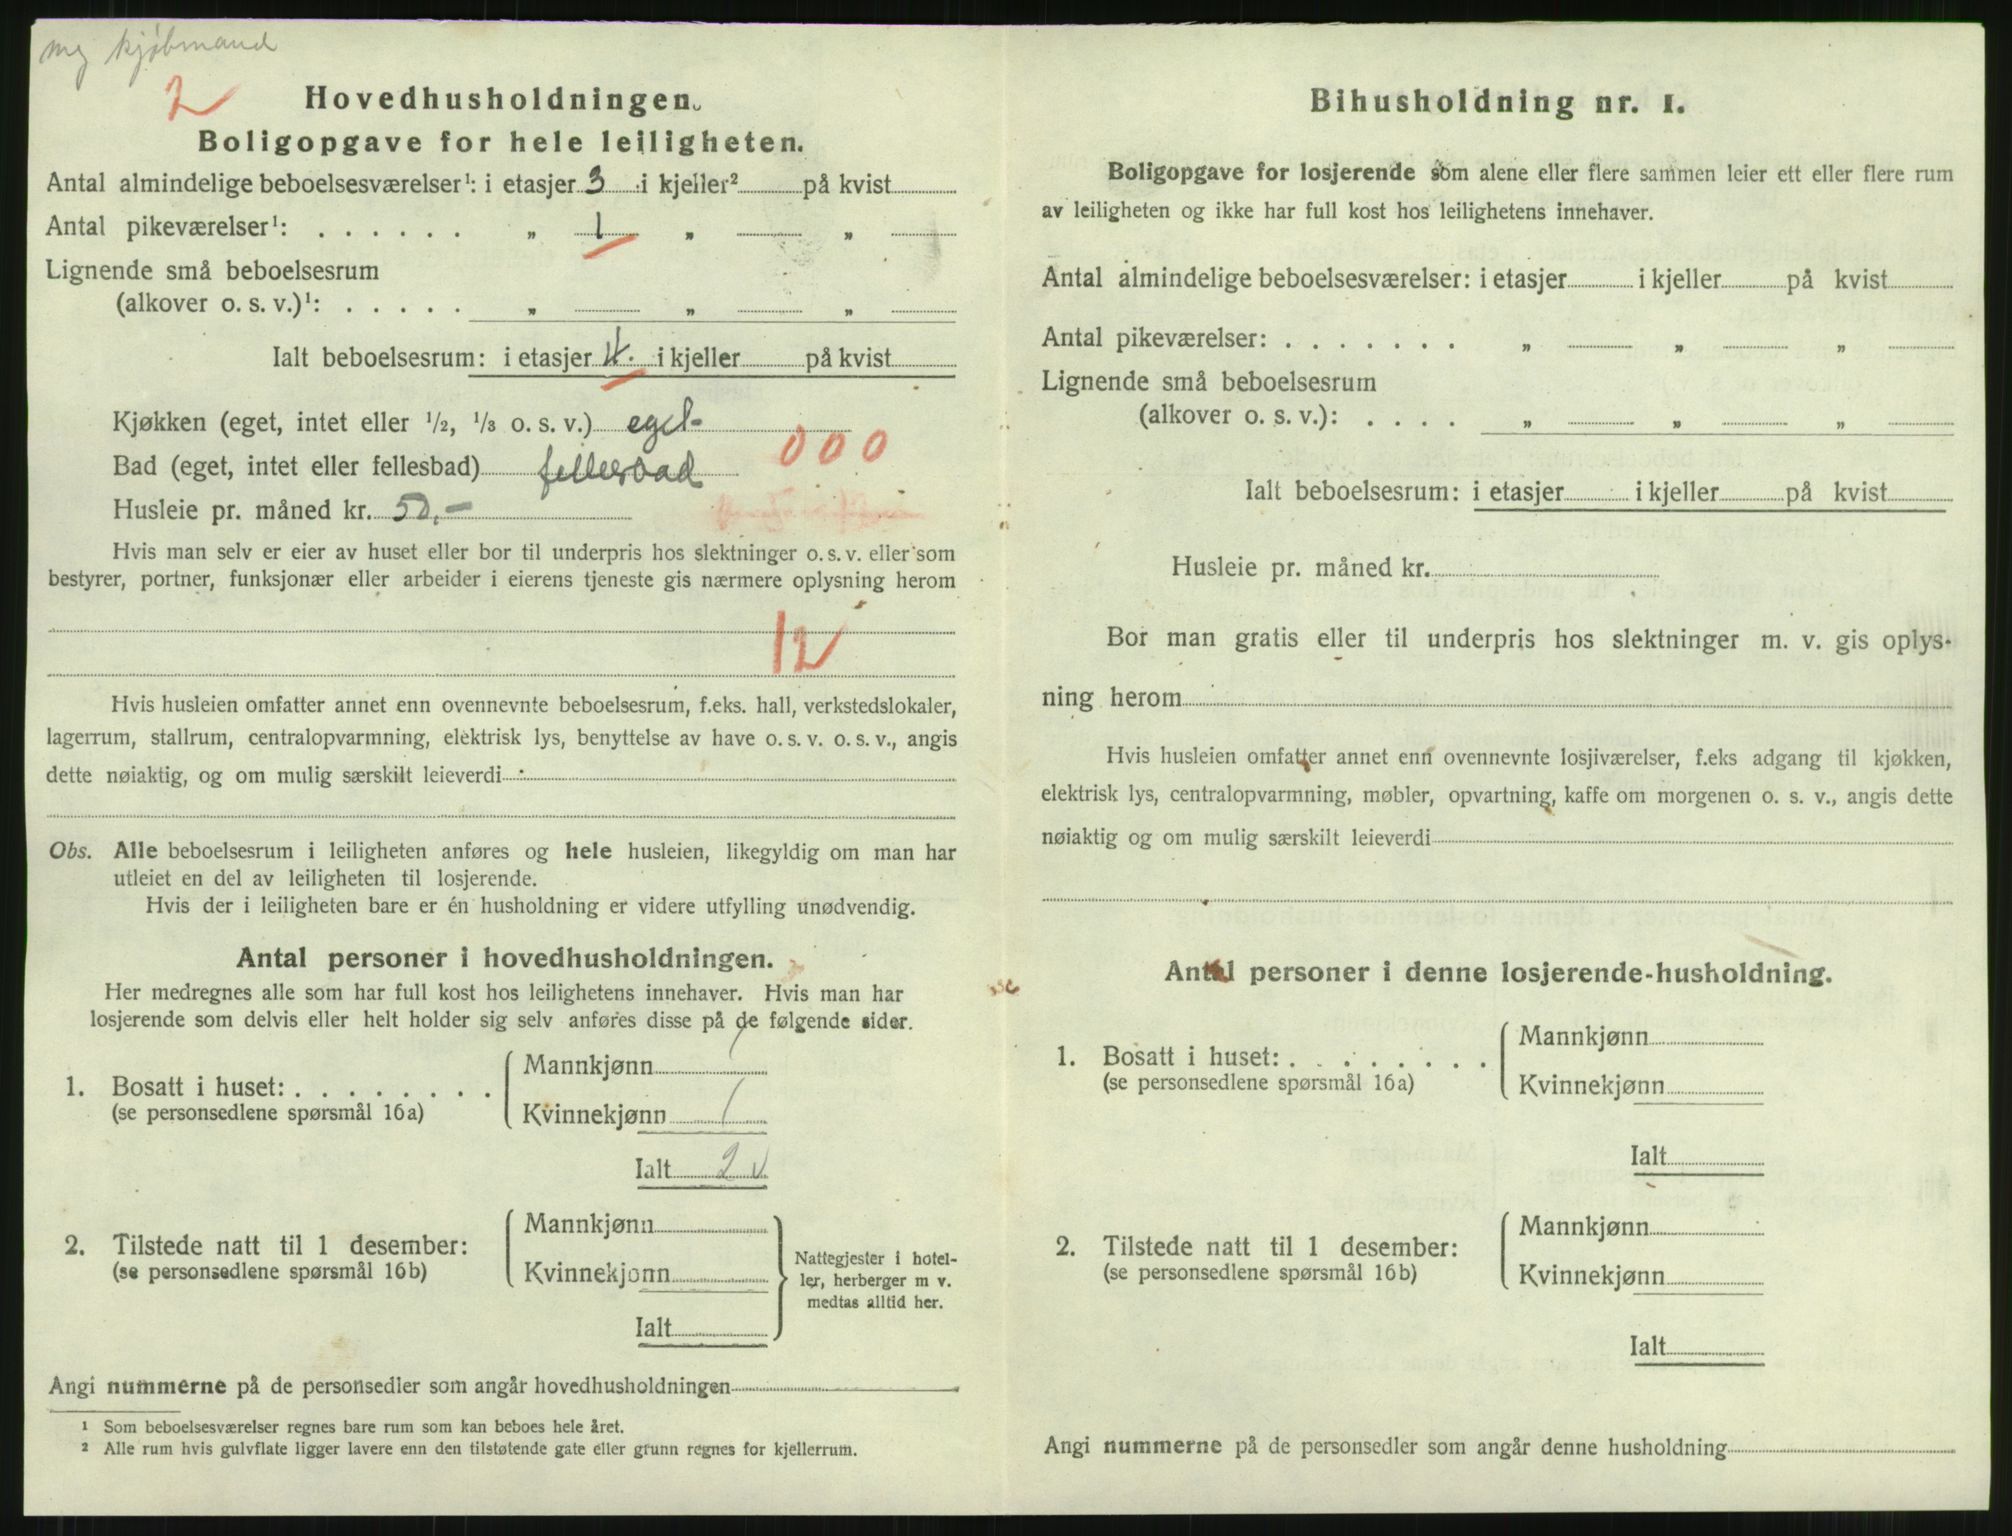 kjøbmand
2
Hovedhusholdningen.
Boligopgave for hele leiligheten.
Antal almindelige beboelsesværelser¹: i etasjer 3 i kjeller² på kvist
Antal pikeværelser¹: . . . . . . „ 1 „ „
Lignende små beboelsesrum
(alkover o. s. v.)¹: . . . . . „ „ „
Ialt beboelsesrum: i etasjer 4. i kjeller på kvist
Kjøkken (eget, intet eller 1/2, 1/3 o. s. v.) eget
000
Bad (eget, intet eller fellesbad) fellesbad
Husleie pr. måned kr. 50,-
Hvis man selv er eier av huset eller bor til underpris hos slektninger o. s. v. eller som
bestyrer, portner, funksjonær eller arbeider i eierens tjeneste gis nærmere oplysning herom
12
Hvis husleien omfatter annet enn ovennevnte beboelsesrum, f.eks. hall, verkstedslokaler,
lagerrum, stallrum, centralopvarmning, elektrisk lys, benyttelse av have o. s. v. o. s. v., angis
dette nøiaktig, og om mulig særskilt leieverdi
Obs. Alle beboelsesrum i leiligheten anføres og hele husleien, likegyldig om man har
utleiet en del av leiligheten til losjerende.
Hvis der i leiligheten bare er én husholdning er videre utfylling unødvendig.
Antal personer i hovedhusholdningen.
Her medregnes alle som har full kost hos leilighetens innehaver. Hvis man har
losjerende som delvis eller helt holder sig selv anføres disse på de følgende sider.
1. Bosatt i huset: . . . . . . . .
(se personsedlene spørsmål 16a)
Mannkjønn 1
Kvinnekjønn 1
Ialt 2 v
2. Tilstede natt til 1 desember:
(se personsedlene spørsmål 16b)
Mannkjønn
Kvinnekjønn
Ialt
Nattegjester i hotel-
ler, herberger m v.
medtas alltid her.
Angi nummerne på de personsedler som angår hovedhusholdningen
¹ Som beboelsesværelser regnes bare rum som kan beboes hele året.
² Alle rum hvis gulvflate ligger lavere enn den tilstøtende gate eller grunn regnes for kjellerrum.
Bihusholdning nr. 1.
Boligopgave for losjerende som alene eller flere sammen leier ett eller flere rum
av leiligheten og ikke har full kost hos leilighetens innehaver.
Antal almindelige beboelsesværelser: i etasjer i kjeller på kvist
Antal pikeværelser: . . . . . . . „ „ „
Lignende små beboelsesrum
(alkover o. s. v.): . . . . „ „ „
Ialt beboelsesrum: i etasjer i kjeller på kvist
Husleie pr. måned kr.
Bor man gratis eller til underpris hos slektninger m. v. gis oplys-
ning herom
Hvis husleien omfatter annet enn ovennevnte losjiværelser, f.eks adgang til kjøkken,
elektrisk lys, centralopvarmning, møbler, opvartning, kaffe om morgenen o. s. v., angis dette
nøiaktig og om mulig særskilt leieverdi
Antal personer i denne losjerende-husholdning.
1. Bosatt i huset: . . . . . . . .
(se personsedlene spørsmål 16a)
Mannkjønn
Kvinnekjønn
Ialt
2. Tilstede natt til 1 desember:
(se personsedlene spørsmål 16b)
Mannkjønn
Kvinnekjønn
Ialt
Angi nummerne på de personsedler som angår denne husholdning